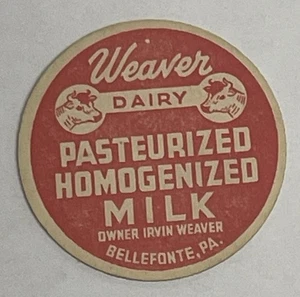 Weaver
DAIRY
PASTEURIZED
HOMOGENIZED
MILK
OWNER IRVIN WEAVER
BELLEFONTE, PA.